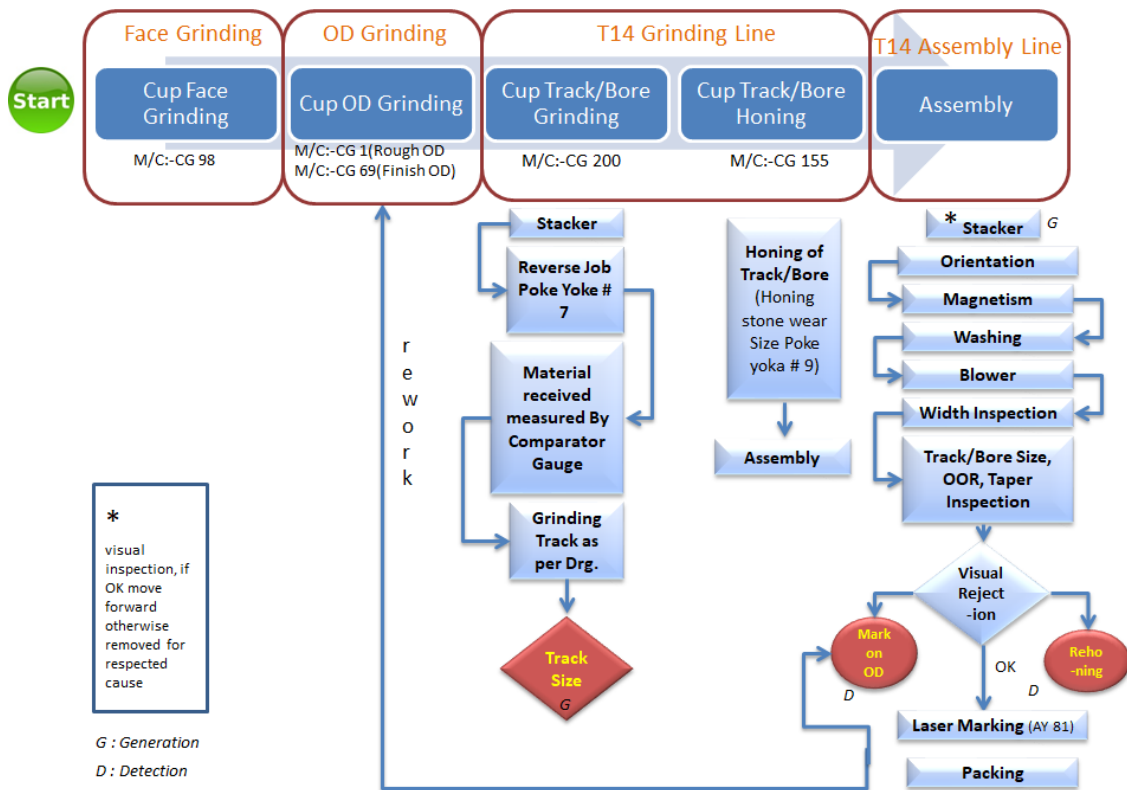 Face Grinding
OD Grinding
T14 Grinding Line
T14 Assembly Line
Start
Cup Face
Grinding
Cup OD Grinding
Cup Track/Bore
Grinding
Cup Track/Bore
Honing
Assembly
M/C:-CG 98
M/C:-CG 1(Rough OD
M/C:-CG 69(Finish OD)
M/C:-CG 200
M/C:-CG 155
rework
Stacker
Reverse Job
Poke Yoke #
7
Material
received
measured By
Comparator
Gauge
Grinding
Track as
per Drg.
Track
Size
G
Honing of
Track/Bore
(Honing
stone wear
Size Poke
yoka # 9)
Assembly
* Stacker
G
Orientation
Magnetism
Washing
Blower
Width Inspection
Track/Bore Size,
OOR, Taper
Inspection
Visual
Reject
-ion
Mark
on
OD
D
OK
Reho
-ning
D
Laser Marking (AY 81)
Packing
*
visual
inspection, if
OK move
forward
otherwise
removed for
respected
cause
G : Generation
D : Detection